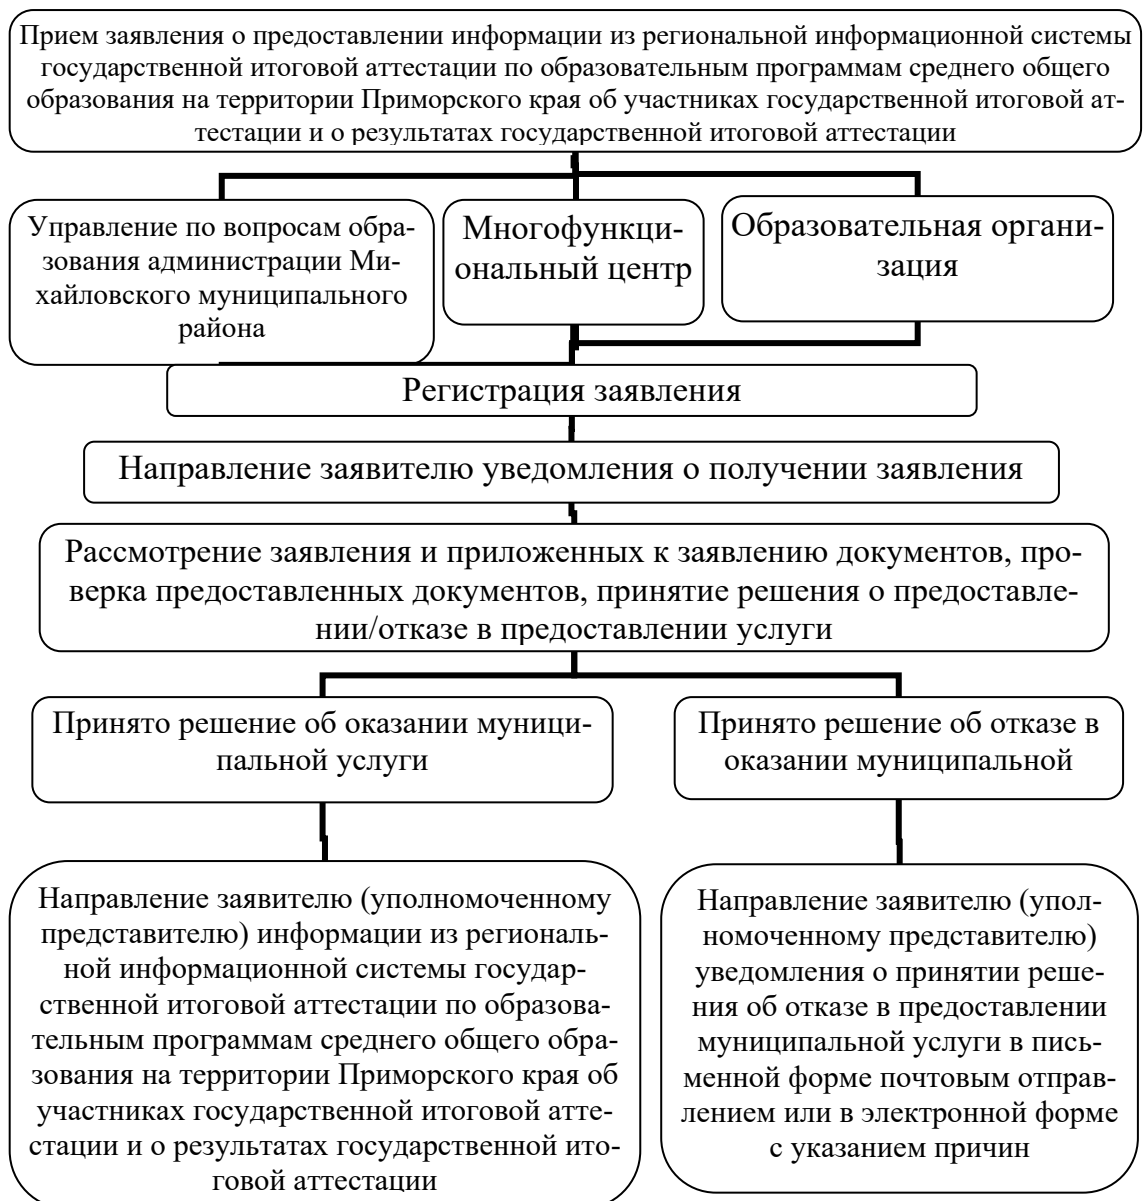 Прием заявления о предоставлении информации из региональной информационной системы
государственной итоговой аттестации по образовательным программам среднего общего
образования на территории Приморского края об участниках государственной итоговой ат-
тестации и о результатах государственной итоговой аттестации
Управление по вопросам обра-
зования администрации Ми-
хайловского муниципального
района
Многофункци-
ональный центр
Образовательная органи-
зация
Регистрация заявления
Направление заявителю уведомления о получении заявления
Рассмотрение заявления и приложенных к заявлению документов, про-
верка предоставленных документов, принятие решения о предоставле-
нии/отказе в предоставлении услуги
Принято решение об оказании муници-
пальной услуги
Принято решение об отказе в
оказании муниципальной
Направление заявителю (уполномоченному
представителю) информации из региональ-
ной информационной системы государ-
ственной итоговой аттестации по образова-
тельным программам среднего общего обра-
зования на территории Приморского края об
участниках государственной итоговой атте-
стации и о результатах государственной ито-
говой аттестации
Направление заявителю (упол-
номоченному представителю)
уведомления о принятии реше-
ния об отказе в предоставлении
муниципальной услуги в пись-
менной форме почтовым отправ-
лением или в электронной форме
с указанием причин